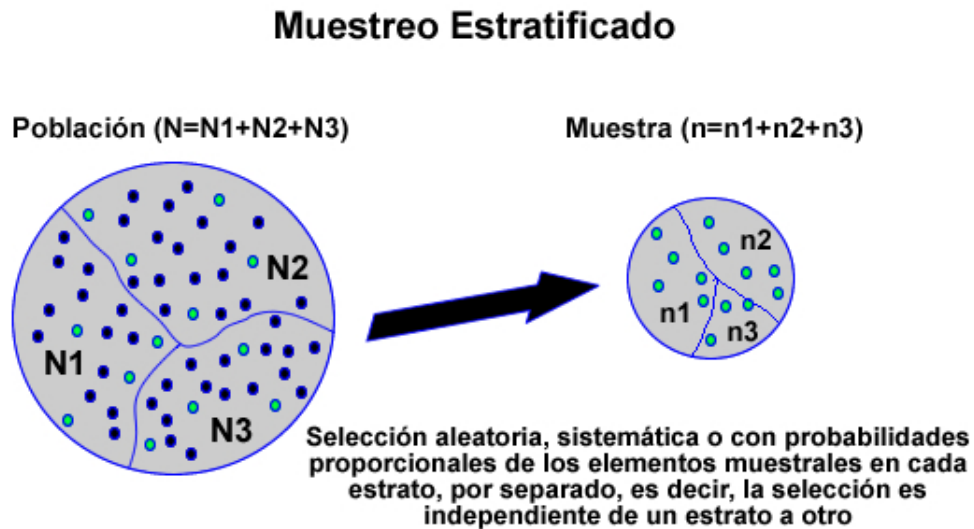 Muestreo Estratificado
Población (N=N1+N2+N3)
Muestra (n=n1+n2+n3)
N2
N1
N3
n2
n1
n3
Selección aleatoria, sistemática o con probabilidades
proporcionales de los elementos muestrales en cada
estrato, por separado, es decir, la selección es
independiente de un estrato a otro